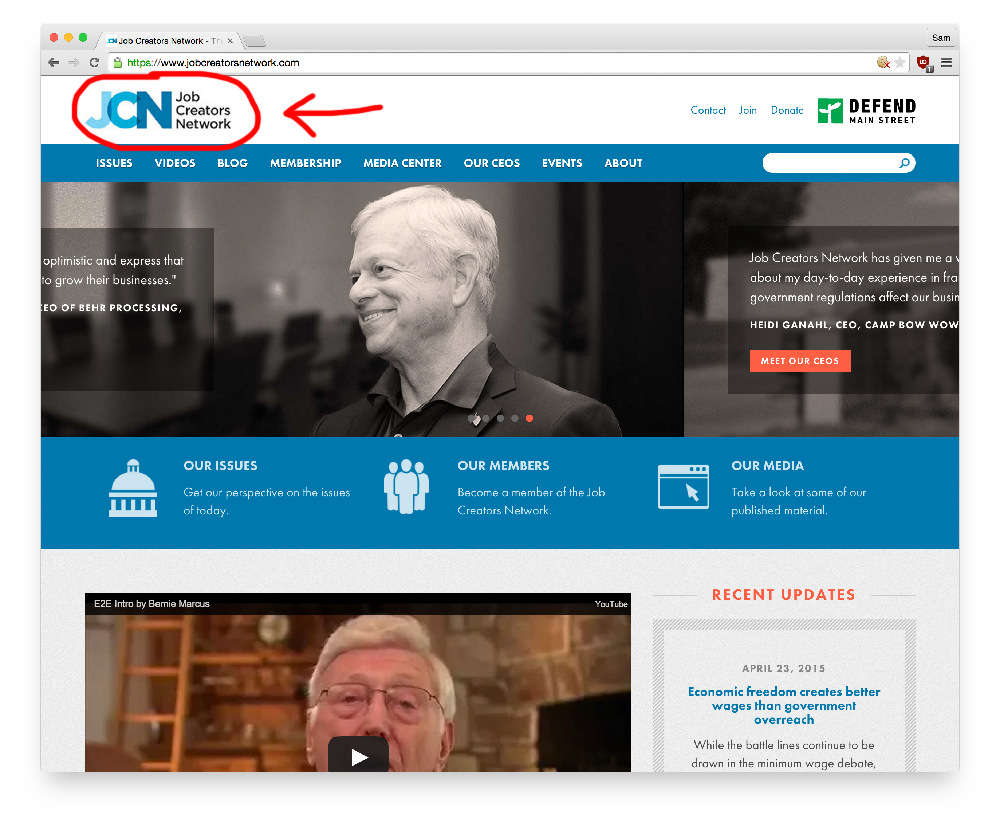 Job Creators Network - Th
Sam
https://www.jobcreatorsnetwork.com
JCN Job
Creators
Network
Contact Join Donate
DEFEND
MAIN STREET
ISSUES VIDEOS BLOG MEMBERSHIP MEDIA CENTER OUR CEOS EVENTS ABOUT
optimistic and express that
to grow their businesses."
CEO OF BEHR PROCESSING,
Job Creators Network has given me a v
about my day-to-day experience in fra
government regulations affect our busin
HEIDI GANAHL, CEO, CAMP BOW WOW
MEET OUR CEOS
OUR ISSUES
Get our perspective on the issues
of today.
OUR MEMBERS
Become a member of the Job
Creators Network.
OUR MEDIA
Take a look at some of our
published material.
E2E Intro by Bernie Marcus
YouTube
RECENT UPDATES
APRIL 23, 2015
Economic freedom creates better
wages than government
overreach
While the battle lines continue to be
drawn in the minimum wage debate,